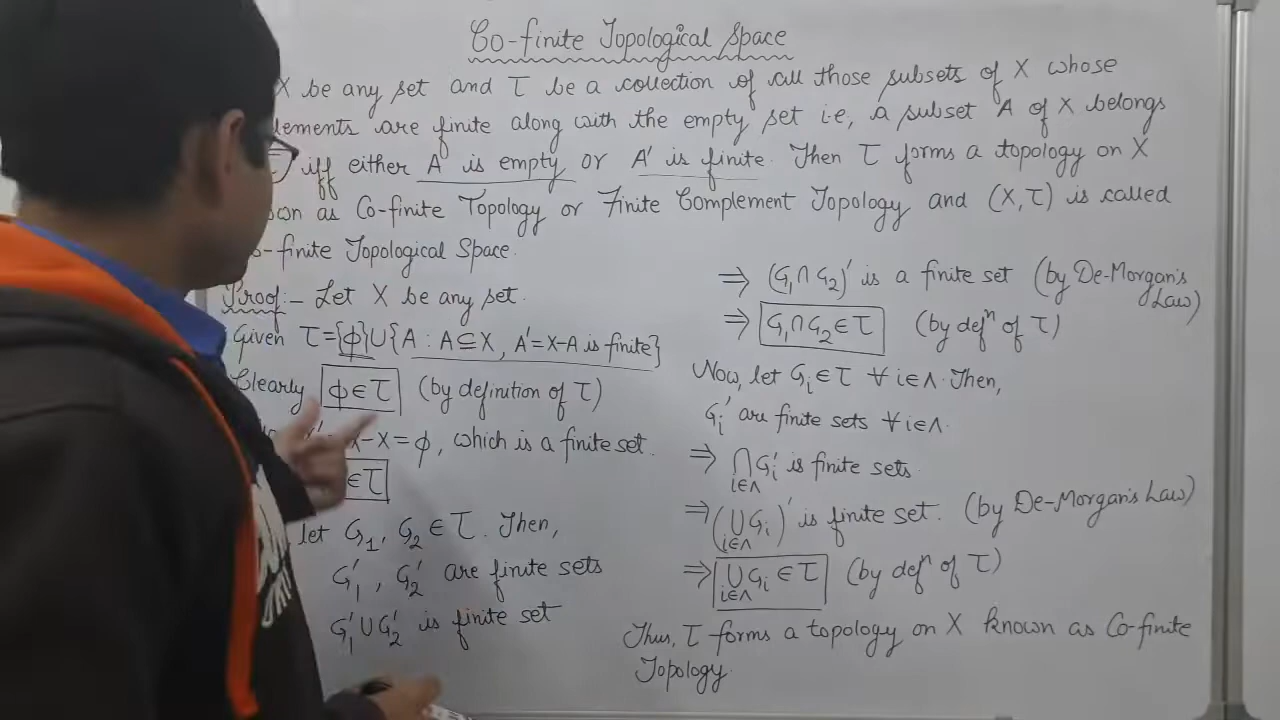 Co-finite Topological Space
X be any set and τ be a collection of all those subsets of X whose
lements are finite along with the empty set i.e, a subset A of X belongs
iff either A is empty or A' is finite. Then τ forms a topology on X
as Co-finite Topology or Finite Complement Topology and (X,τ) is called
-finite Topological Space.
Proof:- Let X be any set.
Given τ={φ}∪{A : A⊆X, A'=X-A is finite}
Clearly φ∈τ (by definition of τ)
X-X=φ, which is a finite set.
∈τ
let G₁, G₂ ∈ τ. Then,
G₁', G₂' are finite sets
G₁'∪G₂' is finite set
⇒ (G₁∩G₂)' is a finite set (by De-Morgan's Law)
⇒ G₁∩G₂∈τ (by defⁿ of τ)
Now, let Gᵢ∈τ ∀ i∈Λ. Then,
Gᵢ' are finite sets ∀ i∈Λ.
⇒ ∩ Gᵢ' is finite sets.
i∈Λ
⇒ (∪ Gᵢ)' is finite set. (by De-Morgan's Law)
i∈Λ
⇒ ∪ Gᵢ ∈ τ (by defⁿ of τ)
i∈Λ
Thus, τ forms a topology on X known as Co-finite
Topology.